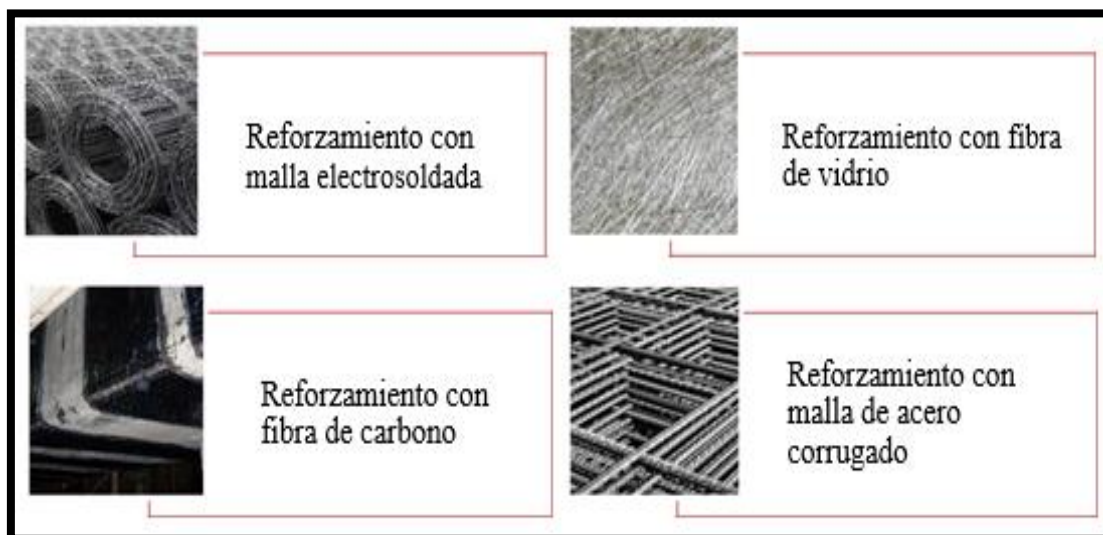 Reforzamiento con
malla electrosoldada
Reforzamiento con fibra
de vidrio
Reforzamiento con
fibra de carbono
Reforzamiento con
malla de acero
corrugado